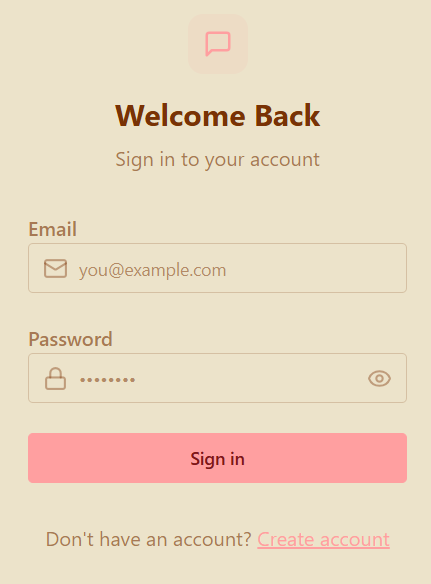 Welcome Back
Sign in to your account
Email
you@example.com
Password
••••••••
Sign in
Don't have an account? Create account